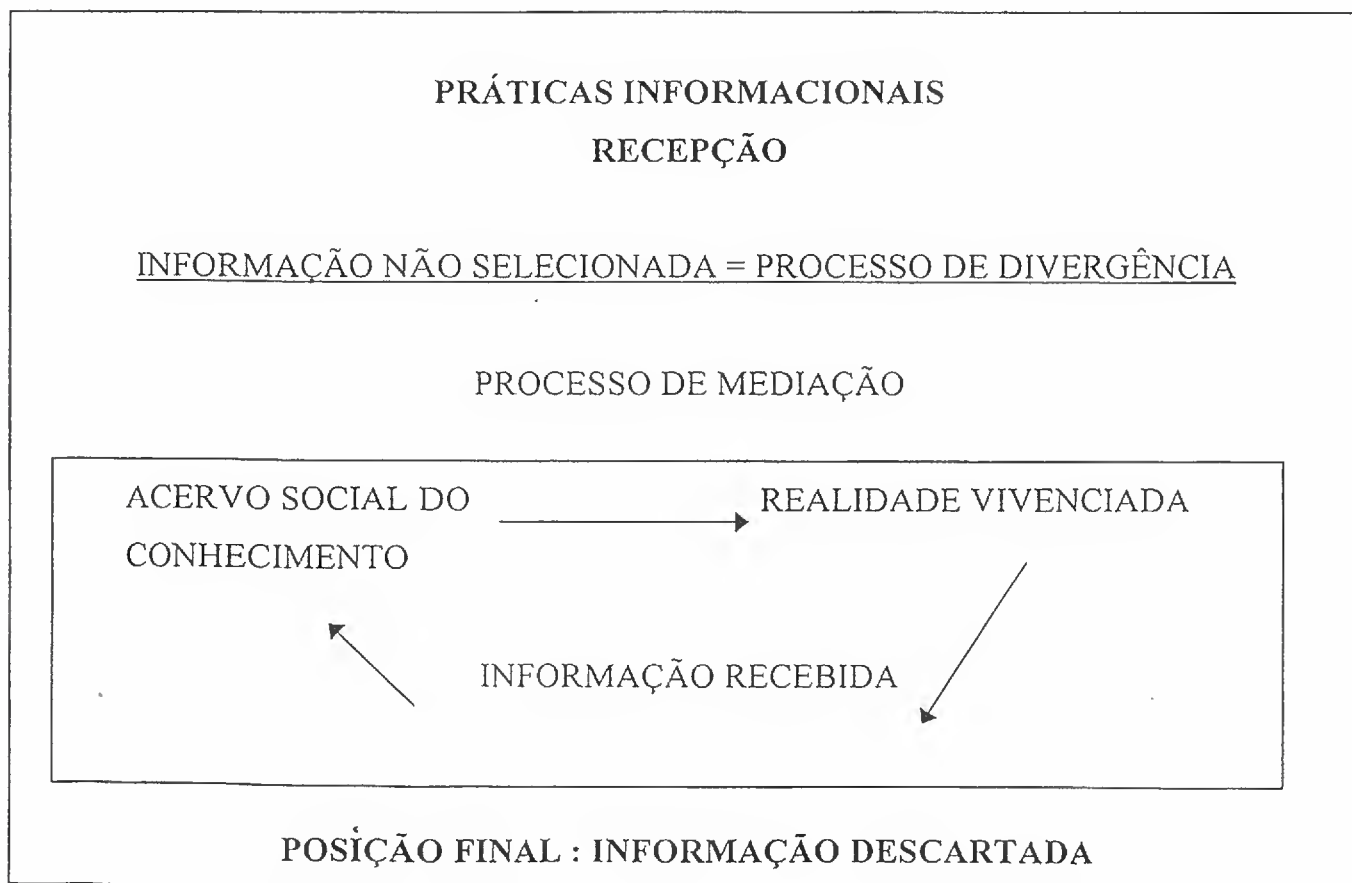 PRÁTICAS INFORMACIONAIS
RECEPÇÃO
INFORMAÇÃO NÃO SELECIONADA = PROCESSO DE DIVERGÊNCIA
PROCESSO DE MEDIAÇÃO
ACERVO SOCIAL DO
CONHECIMENTO
REALIDADE VIVENCIADA
INFORMAÇÃO RECEBIDA
POSIÇÃO FINAL : INFORMAÇÃO DESCARTADA